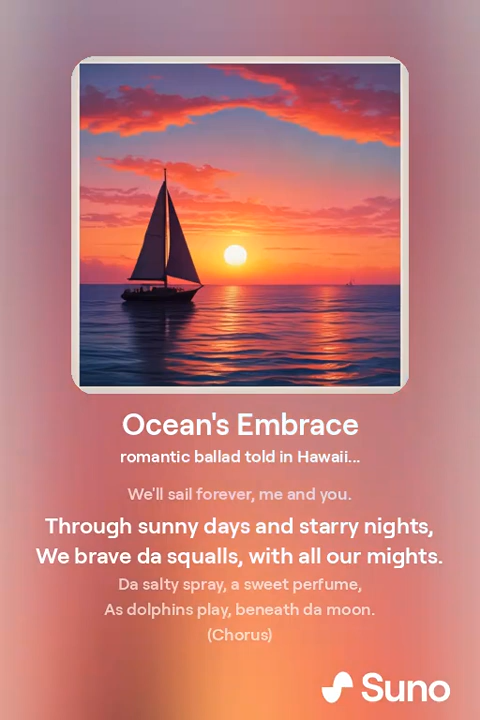 Ocean's Embrace
romantic ballad told in Hawaii...
We'll sail forever, me and you.
Through sunny days and starry nights,
We brave da squalls, with all our mights.
Da salty spray, a sweet perfume,
As dolphins play, beneath da moon.
(Chorus)
Suno